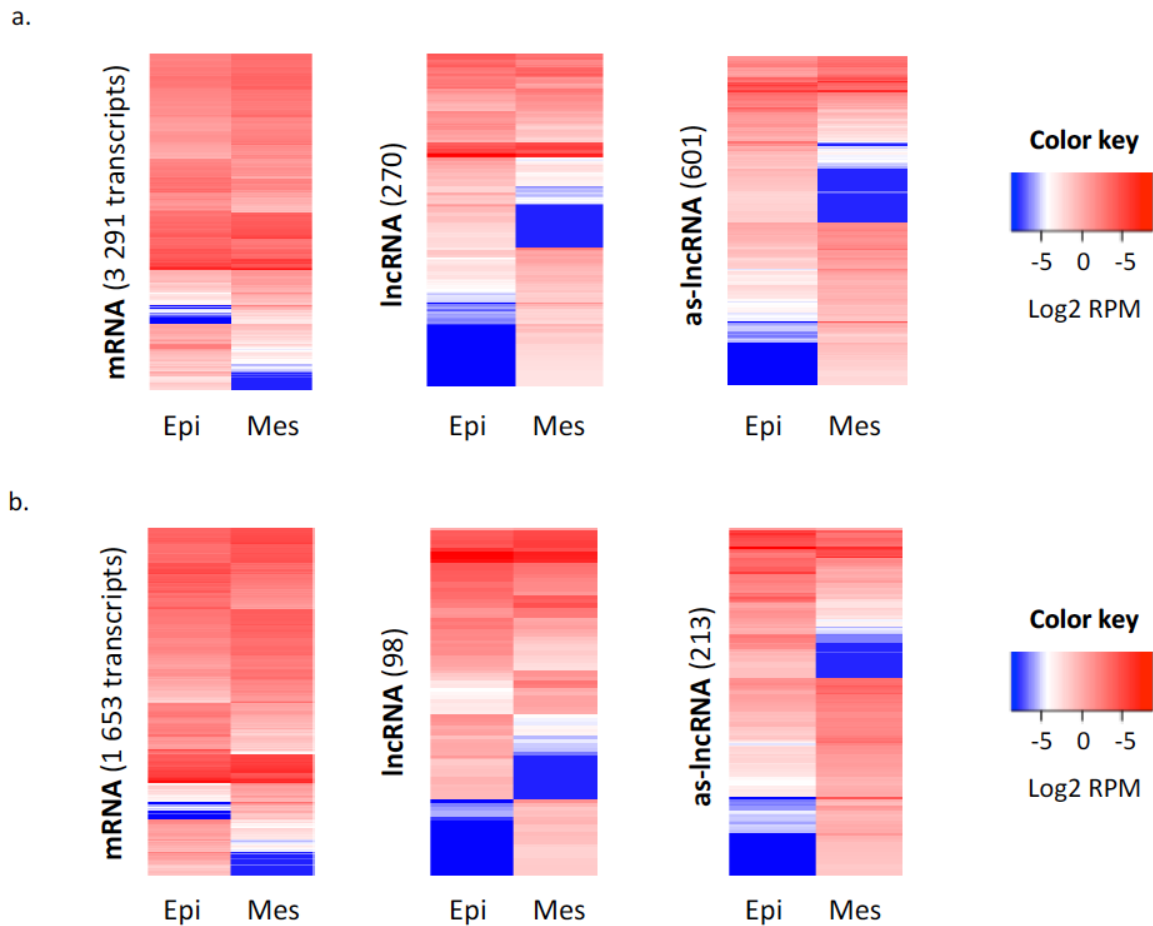 a.
mRNA (3 291 transcripts)
lncRNA (270)
as-lncRNA (601)
Color key
-5 0 -5
Log2 RPM
Epi Mes
Epi Mes
Epi Mes
b.
mRNA (1 653 transcripts)
lncRNA (98)
as-lncRNA (213)
Color key
-5 0 -5
Log2 RPM
Epi Mes
Epi Mes
Epi Mes